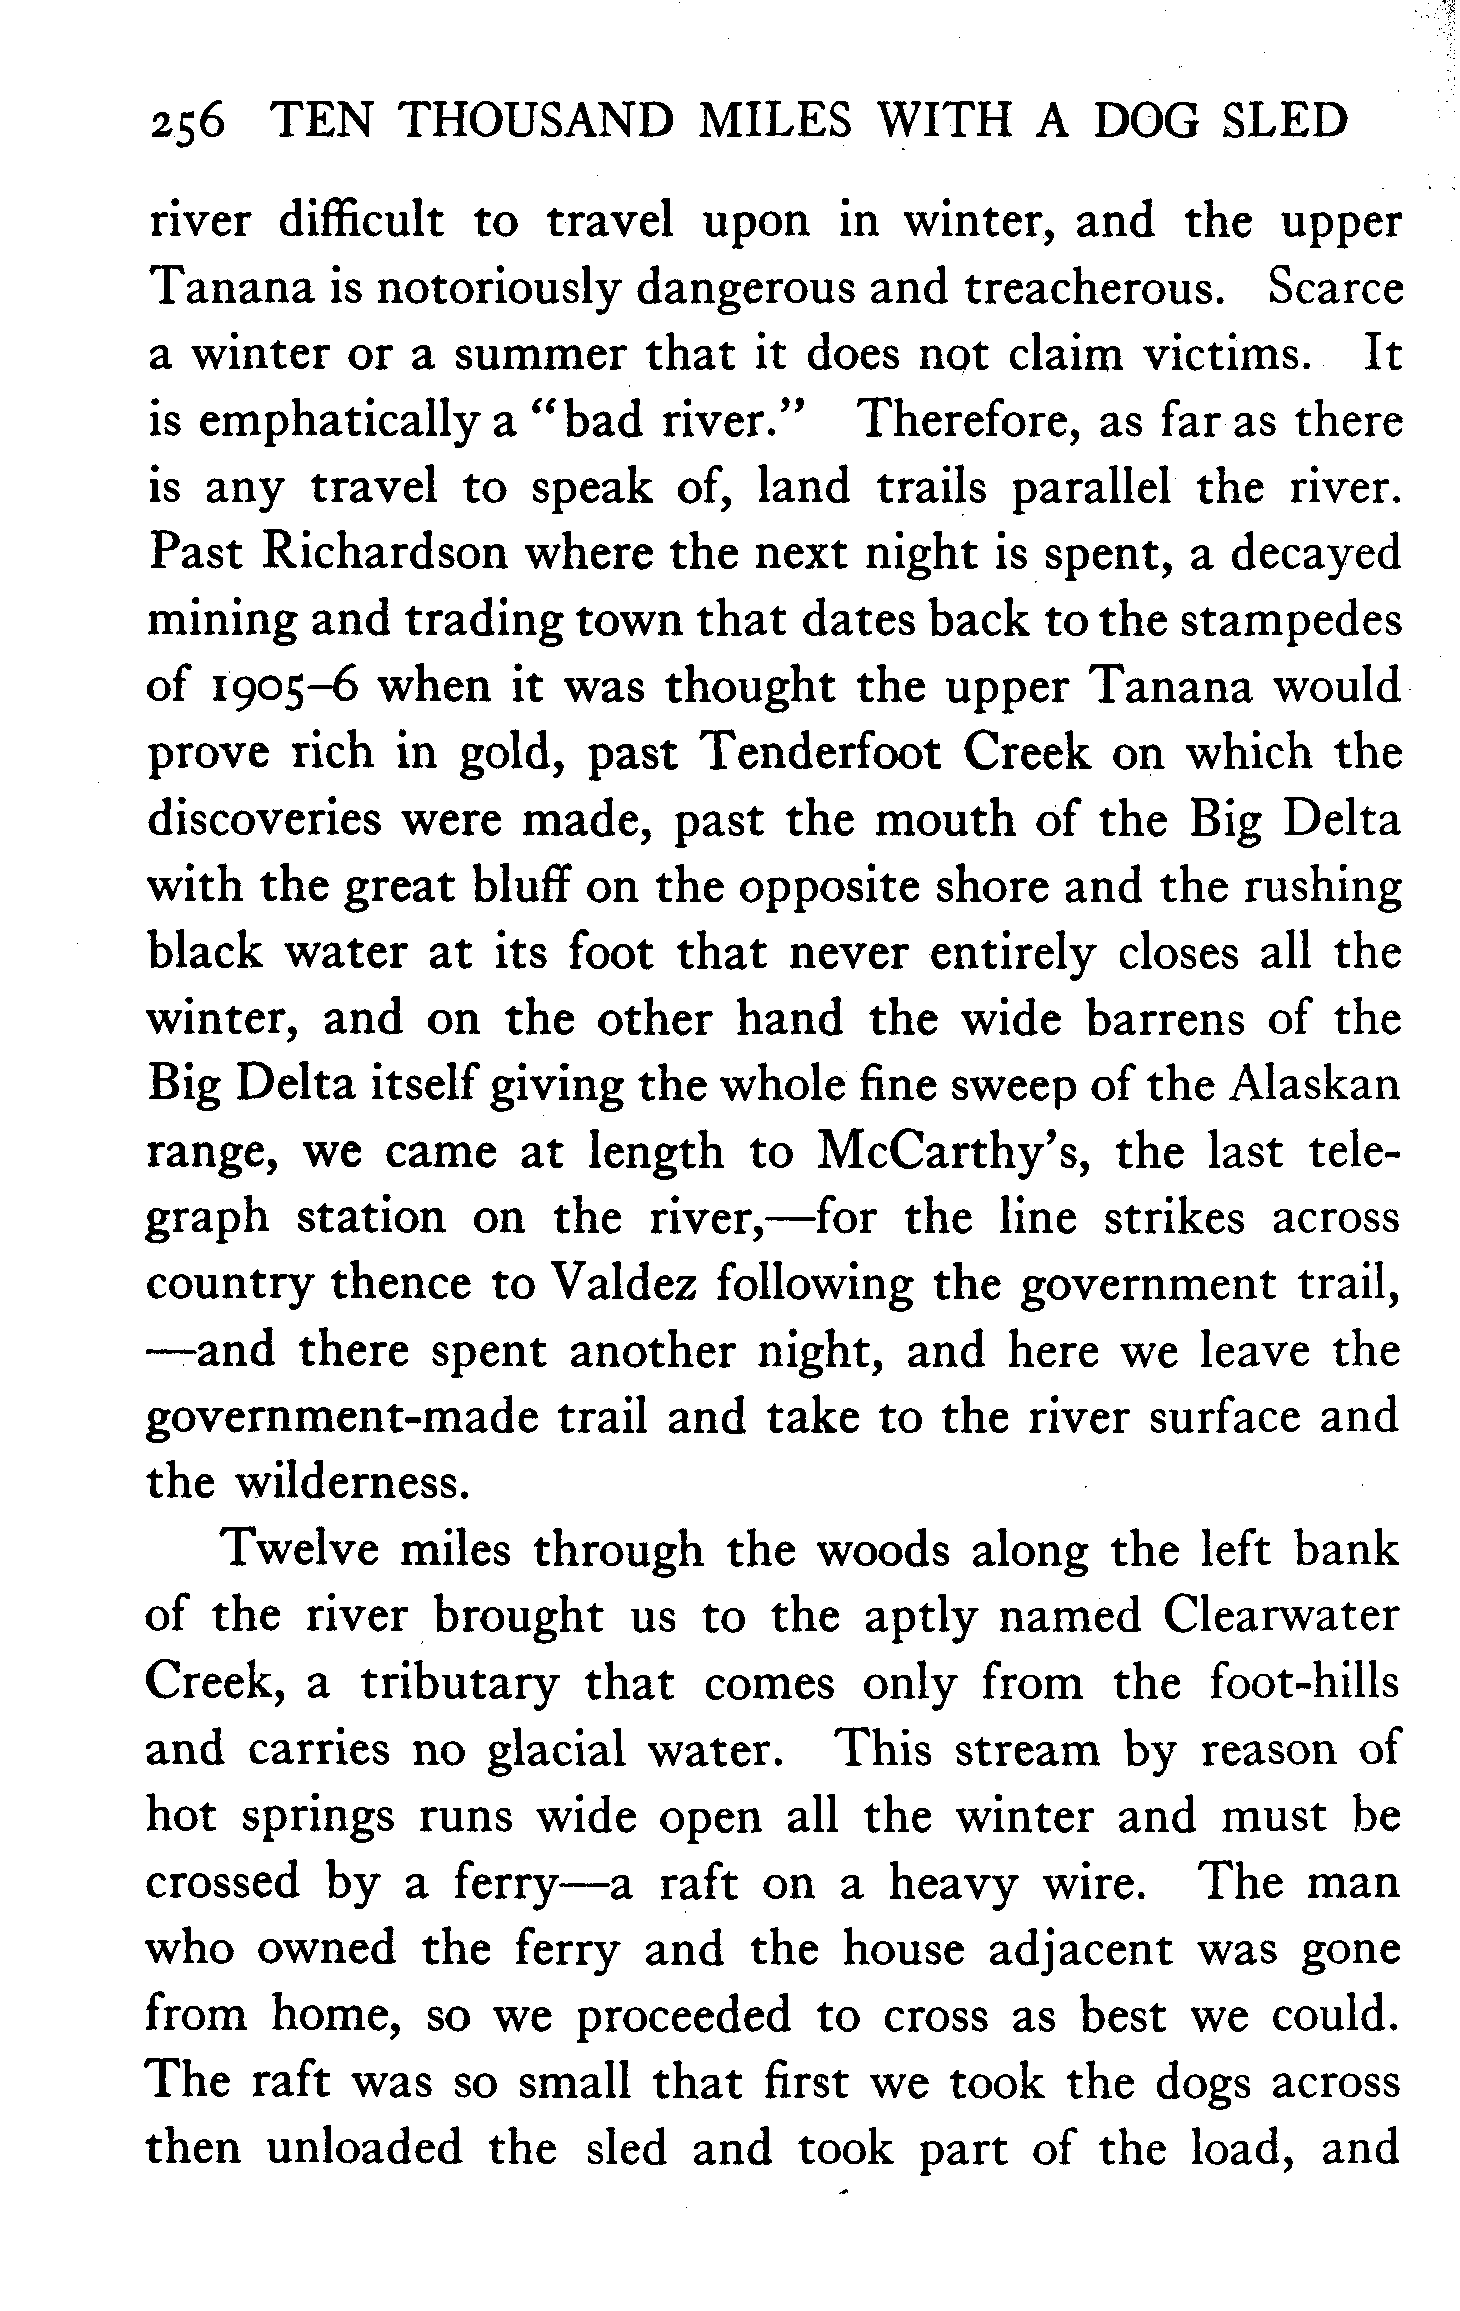 256 TEN THOUSAND MILES WITH A DOG SLED
river difficult to travel upon in winter, and the upper
Tanana is notoriously dangerous and treacherous. Scarce
a winter or a summer that it does not claim victims. It
is emphatically a "bad river." Therefore, as far as there
is any travel to speak of, land trails parallel the river.
Past Richardson where the next night is spent, a decayed
mining and trading town that dates back to the stampedes
of 1905–6 when it was thought the upper Tanana would
prove rich in gold, past Tenderfoot Creek on which the
discoveries were made, past the mouth of the Big Delta
with the great bluff on the opposite shore and the rushing
black water at its foot that never entirely closes all the
winter, and on the other hand the wide barrens of the
Big Delta itself giving the whole fine sweep of the Alaskan
range, we came at length to McCarthy's, the last tele-
graph station on the river,—for the line strikes across
country thence to Valdez following the government trail,
—and there spent another night, and here we leave the
government-made trail and take to the river surface and
the wilderness.
Twelve miles through the woods along the left bank
of the river brought us to the aptly named Clearwater
Creek, a tributary that comes only from the foot-hills
and carries no glacial water. This stream by reason of
hot springs runs wide open all the winter and must be
crossed by a ferry—a raft on a heavy wire. The man
who owned the ferry and the house adjacent was gone
from home, so we proceeded to cross as best we could.
The raft was so small that first we took the dogs across
then unloaded the sled and took part of the load, and